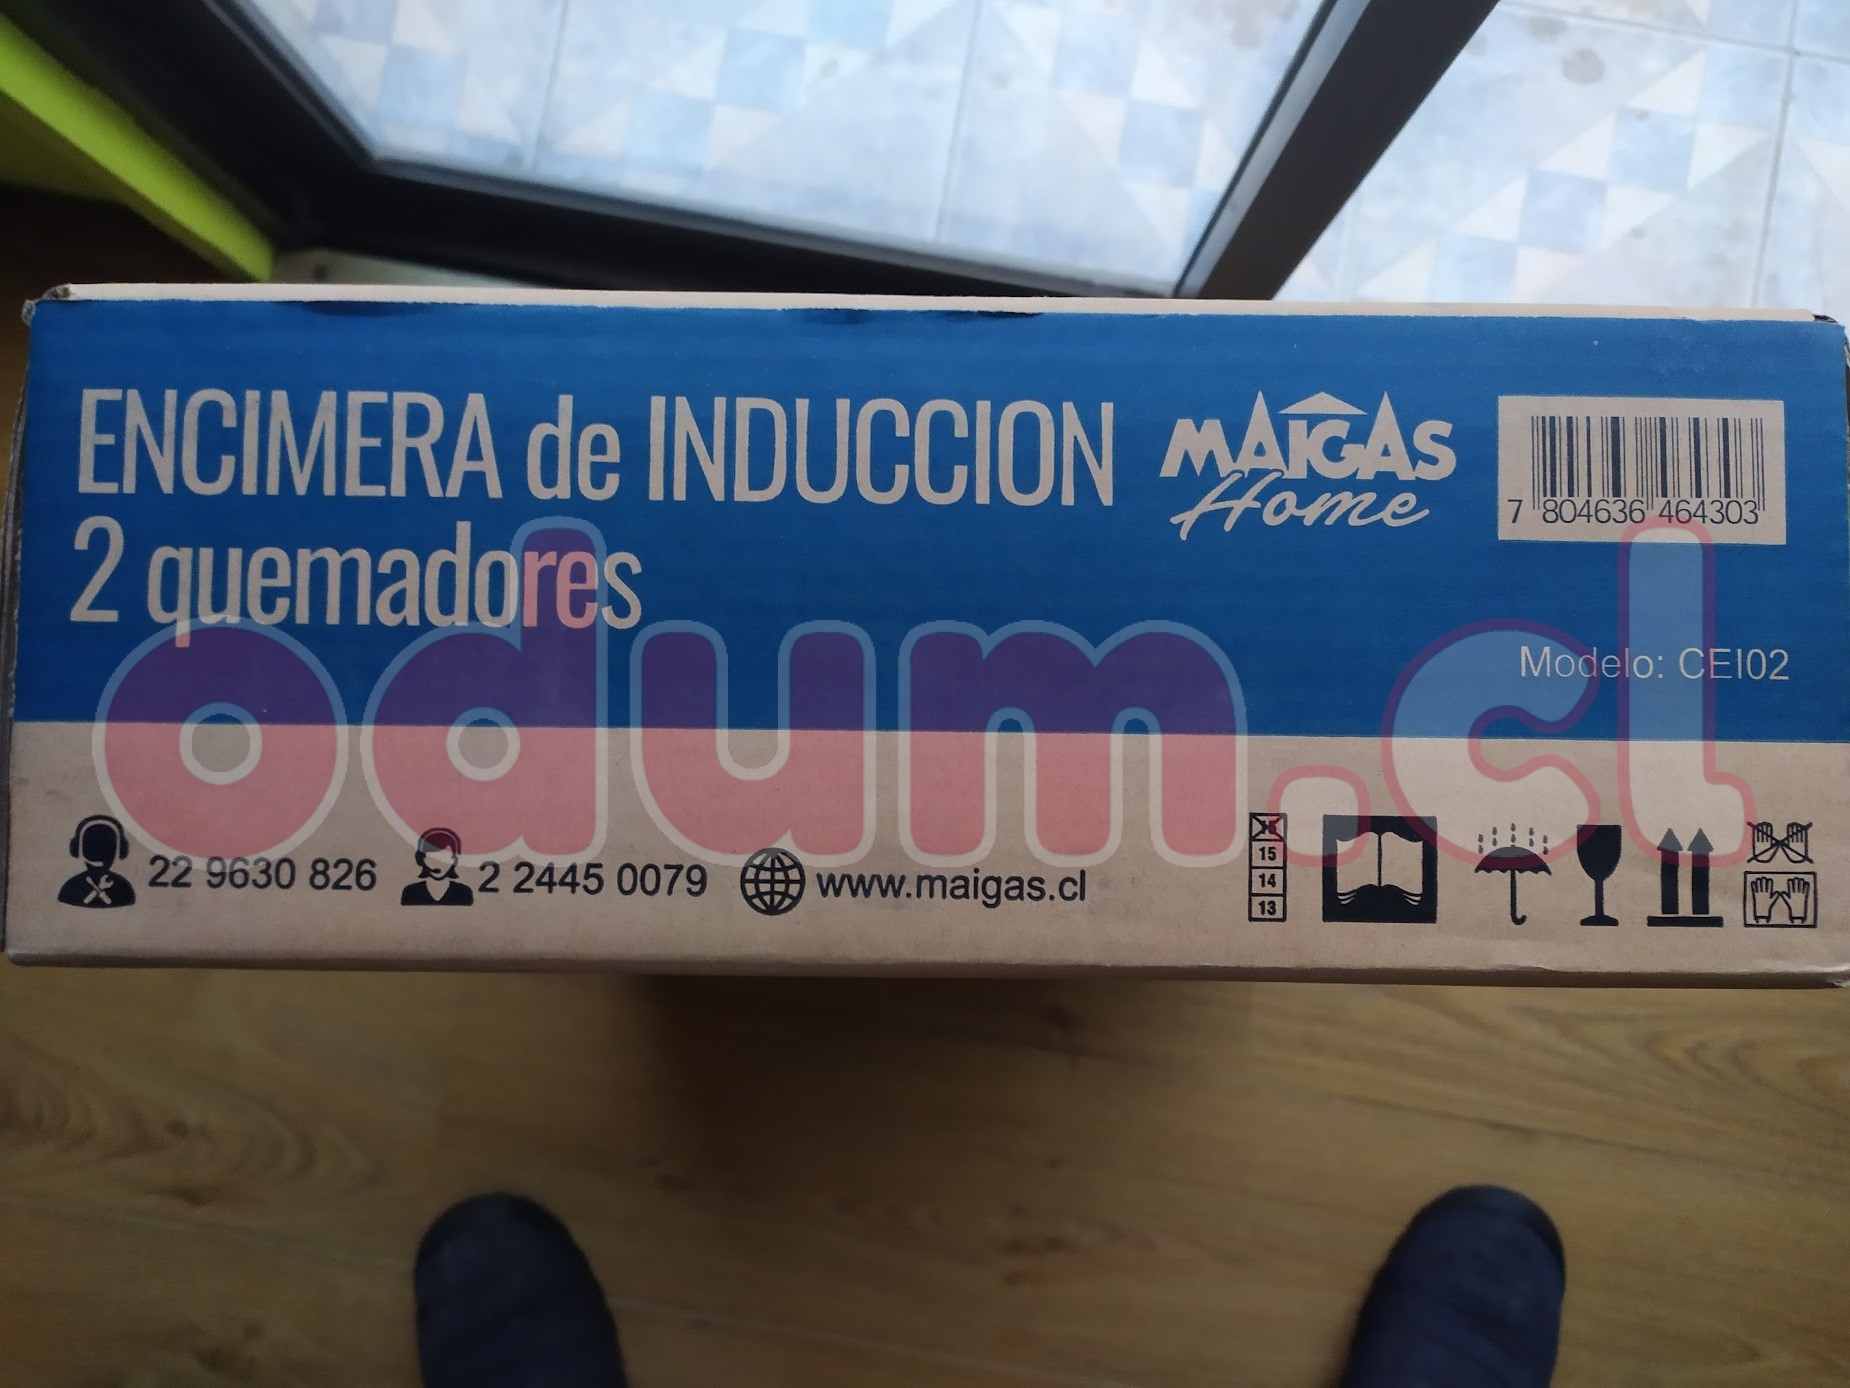 ENCIMERA de INDUCCION
2 quemadores
MAIGAS
Home
7 804636 464303
Modelo: CEI02
odum.cl
22 9630 826
2 2445 0079
www.maigas.cl
15
14
13